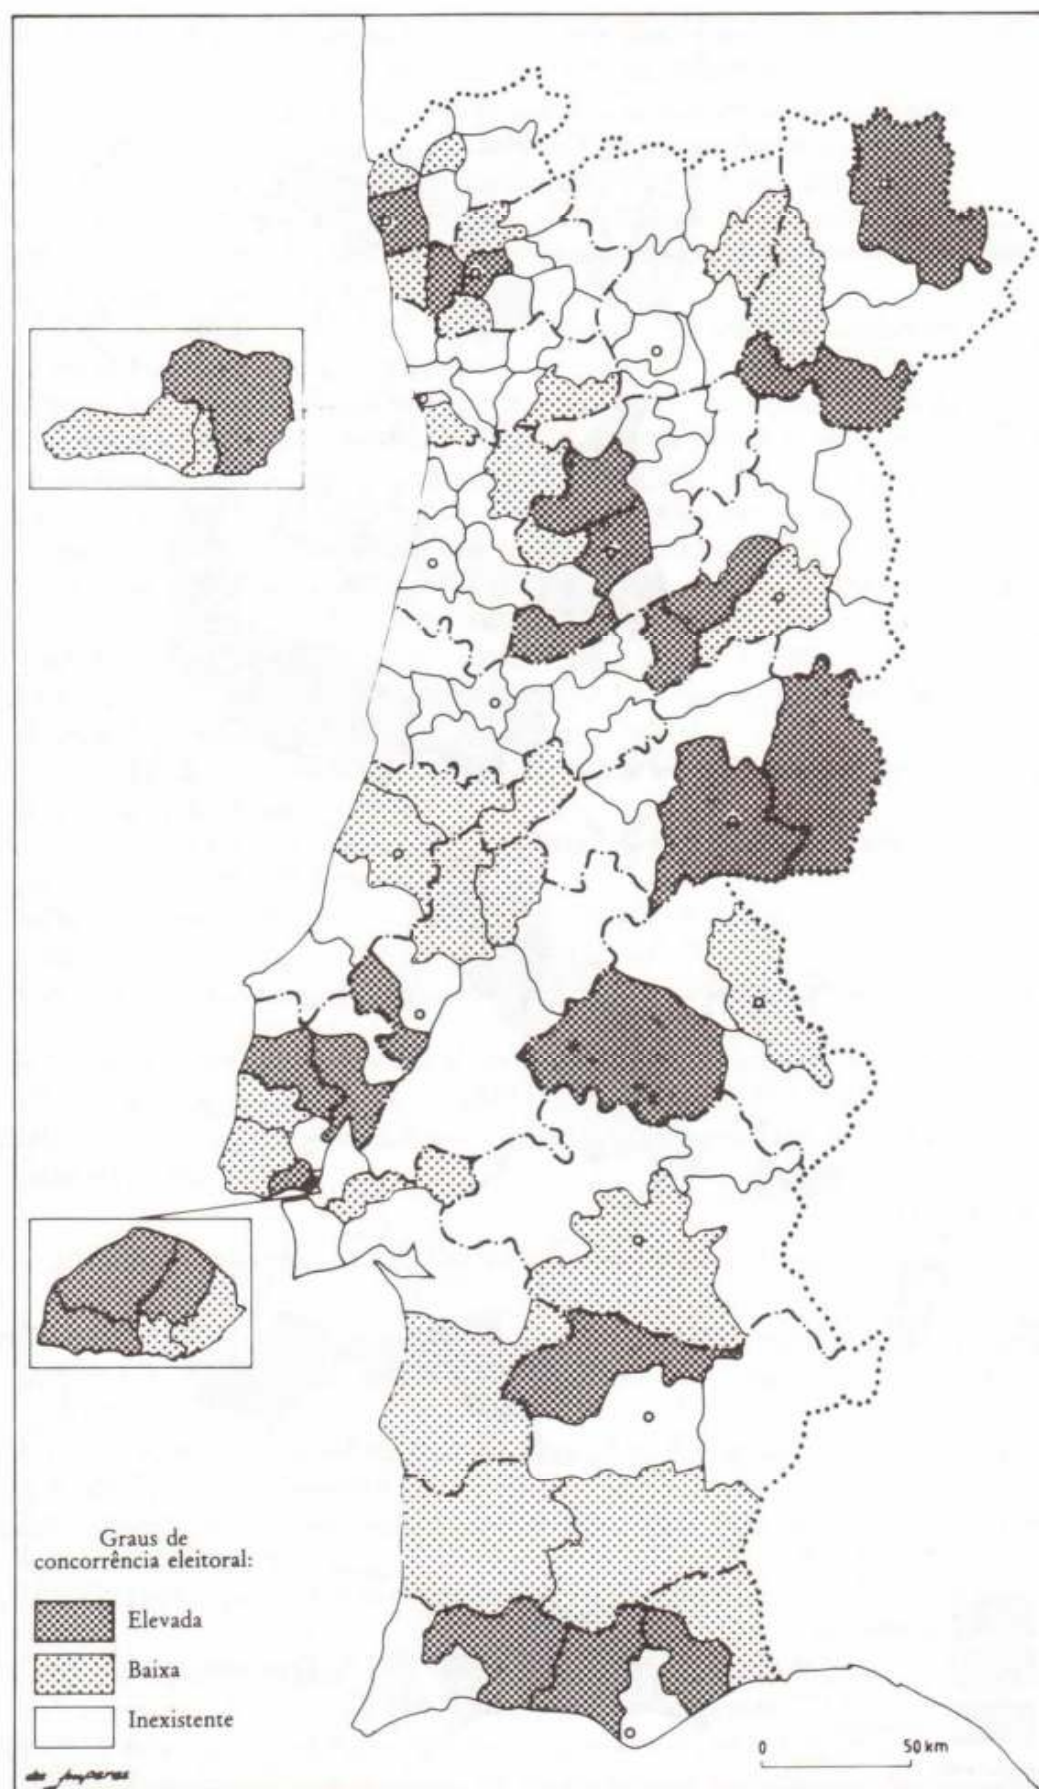 Graus de
concorrência eleitoral:
Elevada
Baixa
Inexistente
0 50 km